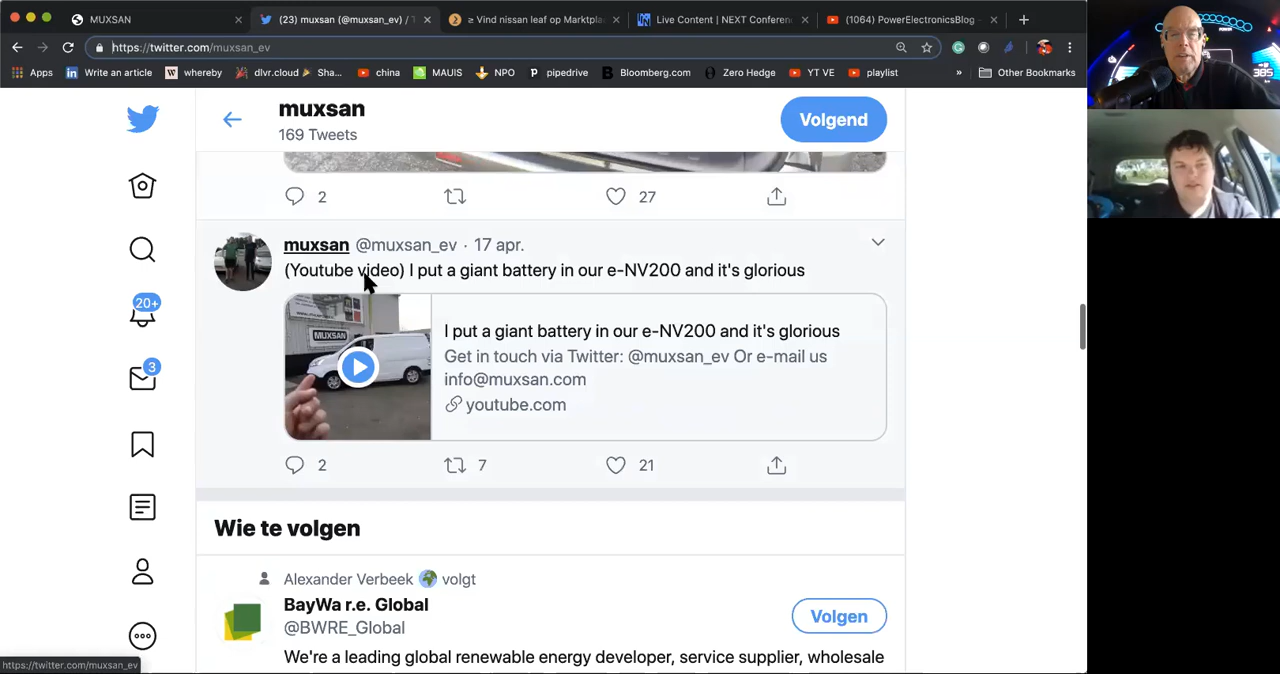 MUXSAN
(23) muxsan (@muxsan_ev) / T
≥ Vind nissan leaf op Marktpla
Live Content | NEXT Conferen
(1064) PowerElectronicsBlog -
https://twitter.com/muxsan_ev
Apps
Write an article
whereby
dlvr.cloud
Sha...
china
MAUIS
NPO
pipedrive
Bloomberg.com
Zero Hedge
YT VE
playlist
»
Other Bookmarks
385
muxsan
169 Tweets
Volgend
2
27
muxsan @muxsan_ev · 17 apr.
(Youtube video) I put a giant battery in our e-NV200 and it's glorious
MUXSAN
I put a giant battery in our e-NV200 and it's glorious
Get in touch via Twitter: @muxsan_ev Or e-mail us
info@muxsan.com
youtube.com
2
7
21
20+
3
Wie te volgen
Alexander Verbeek volgt
BayWa r.e. Global
@BWRE_Global
Volgen
We're a leading global renewable energy developer, service supplier, wholesale
https://twitter.com/muxsan_ev